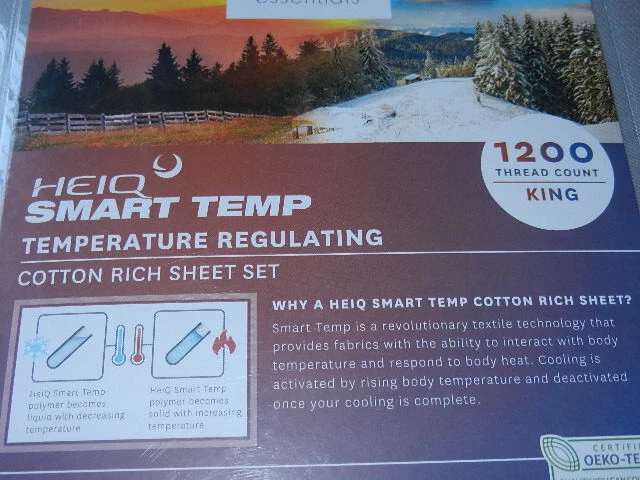 essentials
1200
THREAD COUNT
KING
HEIQ
SMART TEMP
TEMPERATURE REGULATING
COTTON RICH SHEET SET
HeiQ Smart Temp
polymer becomes
liquid with decreasing
temperature
HeiQ Smart Temp
polymer becomes
solid with increasing
temperature
WHY A HEIQ SMART TEMP COTTON RICH SHEET?
Smart Temp is a revolutionary textile technology that
provides fabrics with the ability to interact with body
temperature and respond to body heat. Cooling is
activated by rising body temperature and deactivated
once your cooling is complete.
CERTIFI
OEKO-TE